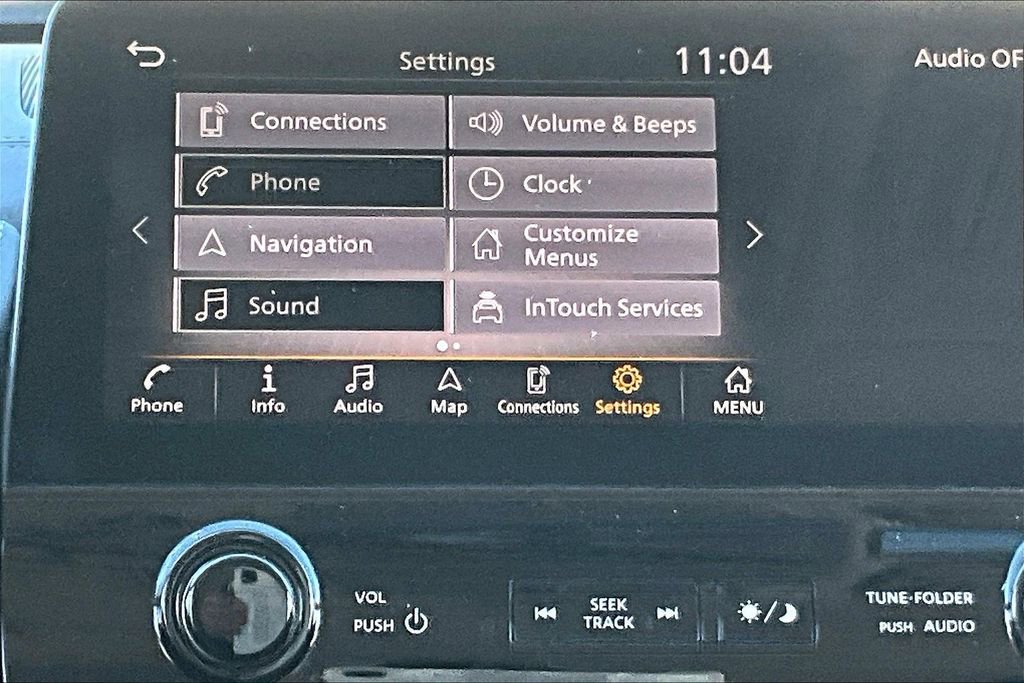 Settings
11:04
Audio OF
Connections
Volume & Beeps
Phone
Clock
Navigation
Customize
Menus
Sound
InTouch Services
Phone
Info
Audio
Map
Connections
Settings
MENU
VOL
PUSH
SEEK
TRACK
TUNE·FOLDER
PUSH AUDIO